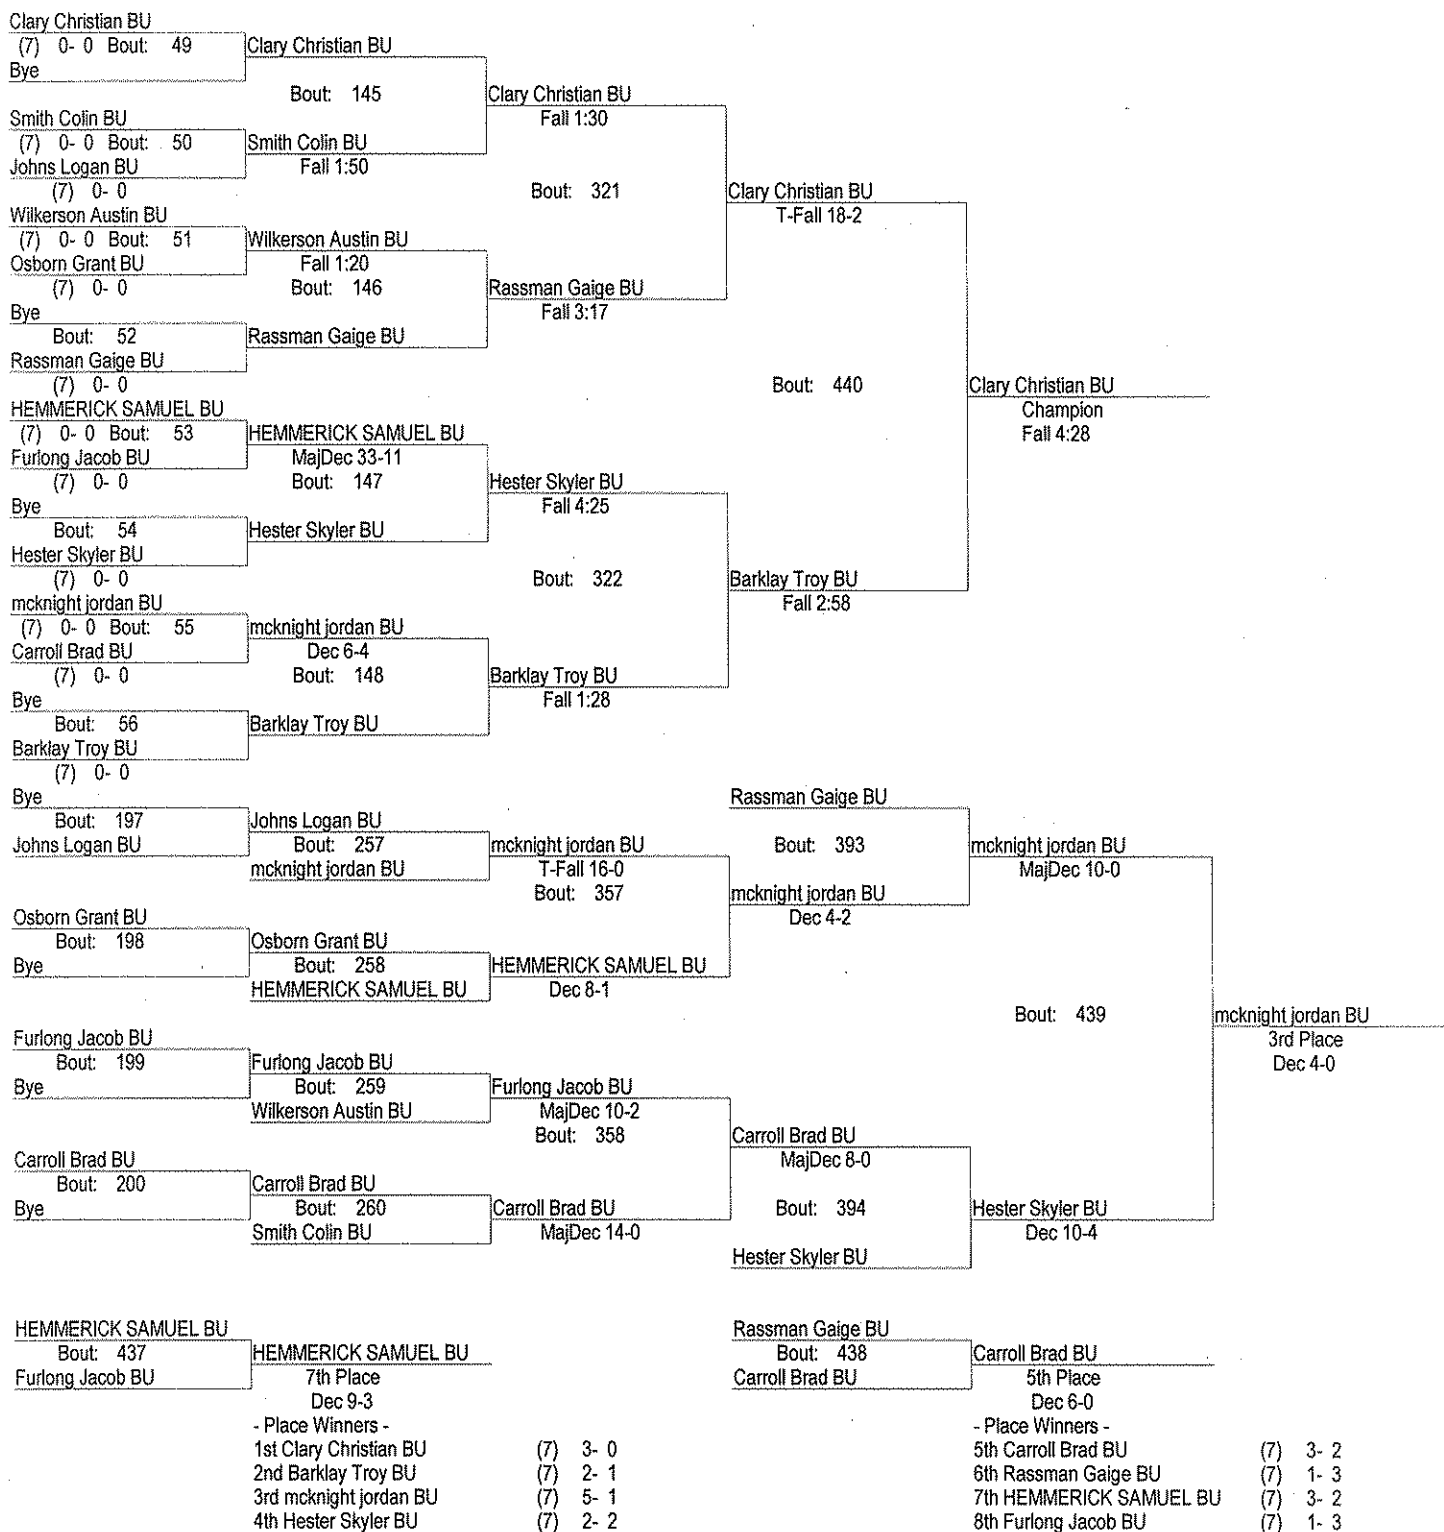 Clary Christian BU
(7) 0- 0 Bout: 49
Bye
Clary Christian BU
Bout: 145
Smith Colin BU
(7) 0- 0 Bout: 50
Johns Logan BU
(7) 0- 0
Smith Colin BU
Fall 1:50
Clary Christian BU
Fall 1:30
Bout: 321
Wilkerson Austin BU
(7) 0- 0 Bout: 51
Osborn Grant BU
(7) 0- 0
Wilkerson Austin BU
Fall 1:20
Bout: 146
Bye
Bout: 52
Rassman Gaige BU
(7) 0- 0
Rassman Gaige BU
Rassman Gaige BU
Fall 3:17
Clary Christian BU
T-Fall 18-2
Bout: 440
Clary Christian BU
Champion
Fall 4:28
HEMMERICK SAMUEL BU
(7) 0- 0 Bout: 53
Furlong Jacob BU
(7) 0- 0
HEMMERICK SAMUEL BU
MajDec 33-11
Bout: 147
Bye
Bout: 54
Hester Skyler BU
(7) 0- 0
Hester Skyler BU
Hester Skyler BU
Fall 4:25
Bout: 322
mcknight jordan BU
(7) 0- 0 Bout: 55
Carroll Brad BU
(7) 0- 0
mcknight jordan BU
Dec 6-4
Bout: 148
Bye
Bout: 56
Barklay Troy BU
(7) 0- 0
Barklay Troy BU
Barklay Troy BU
Fall 1:28
Barklay Troy BU
Fall 2:58
Bye
Bout: 197
Johns Logan BU
Johns Logan BU
Bout: 257
mcknight jordan BU
mcknight jordan BU
T-Fall 16-0
Bout: 357
Osborn Grant BU
Bout: 198
Bye
Osborn Grant BU
Bout: 258
HEMMERICK SAMUEL BU
HEMMERICK SAMUEL BU
Dec 8-1
Rassman Gaige BU
Bout: 393
mcknight jordan BU
Dec 4-2
mcknight jordan BU
MajDec 10-0
Bout: 439
mcknight jordan BU
3rd Place
Dec 4-0
Furlong Jacob BU
Bout: 199
Bye
Furlong Jacob BU
Bout: 259
Wilkerson Austin BU
Furlong Jacob BU
MajDec 10-2
Bout: 358
Carroll Brad BU
Bout: 200
Bye
Carroll Brad BU
Bout: 260
Smith Colin BU
Carroll Brad BU
MajDec 14-0
Carroll Brad BU
MajDec 8-0
Bout: 394
Hester Skyler BU
Hester Skyler BU
Dec 10-4
HEMMERICK SAMUEL BU
Bout: 437
Furlong Jacob BU
HEMMERICK SAMUEL BU
7th Place
Dec 9-3
Rassman Gaige BU
Bout: 438
Carroll Brad BU
Carroll Brad BU
5th Place
Dec 6-0
- Place Winners -
1st Clary Christian BU (7) 3- 0
2nd Barklay Troy BU (7) 2- 1
3rd mcknight jordan BU (7) 5- 1
4th Hester Skyler BU (7) 2- 2
- Place Winners -
5th Carroll Brad BU (7) 3- 2
6th Rassman Gaige BU (7) 1- 3
7th HEMMERICK SAMUEL BU (7) 3- 2
8th Furlong Jacob BU (7) 1- 3